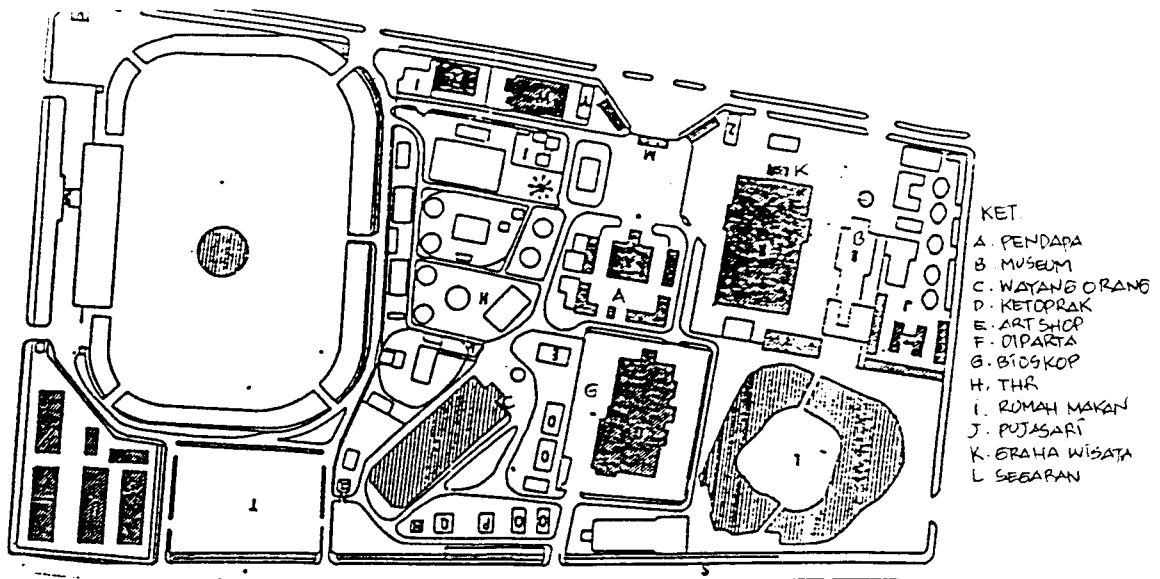 KET.
A. PENDAPA
B. MUSEUM
C. WAYANG ORANG
D. KETOPRAK
E. ART SHOP
F. DIPARTA
G. BIOSKOP
H. THR
I. RUMAH MAKAN
J. PUJASARI
K. GRAHA WISATA
L SEGARAN
K
B
M
A
H
G
C